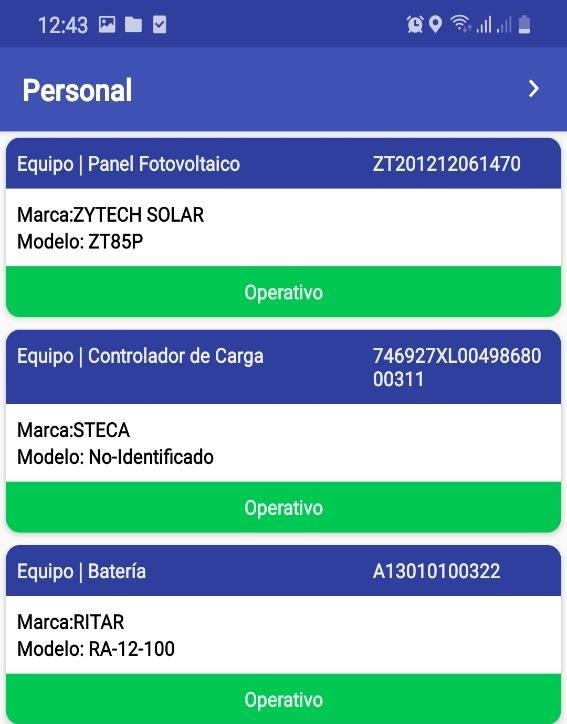 12:43
Personal
Equipo | Panel Fotovoltaico ZT201212061470
Marca:ZYTECH SOLAR
Modelo: ZT85P
Operativo
Equipo | Controlador de Carga 746927XL00498680
00311
Marca:STECA
Modelo: No-Identificado
Operativo
Equipo | Batería A13010100322
Marca:RITAR
Modelo: RA-12-100
Operativo